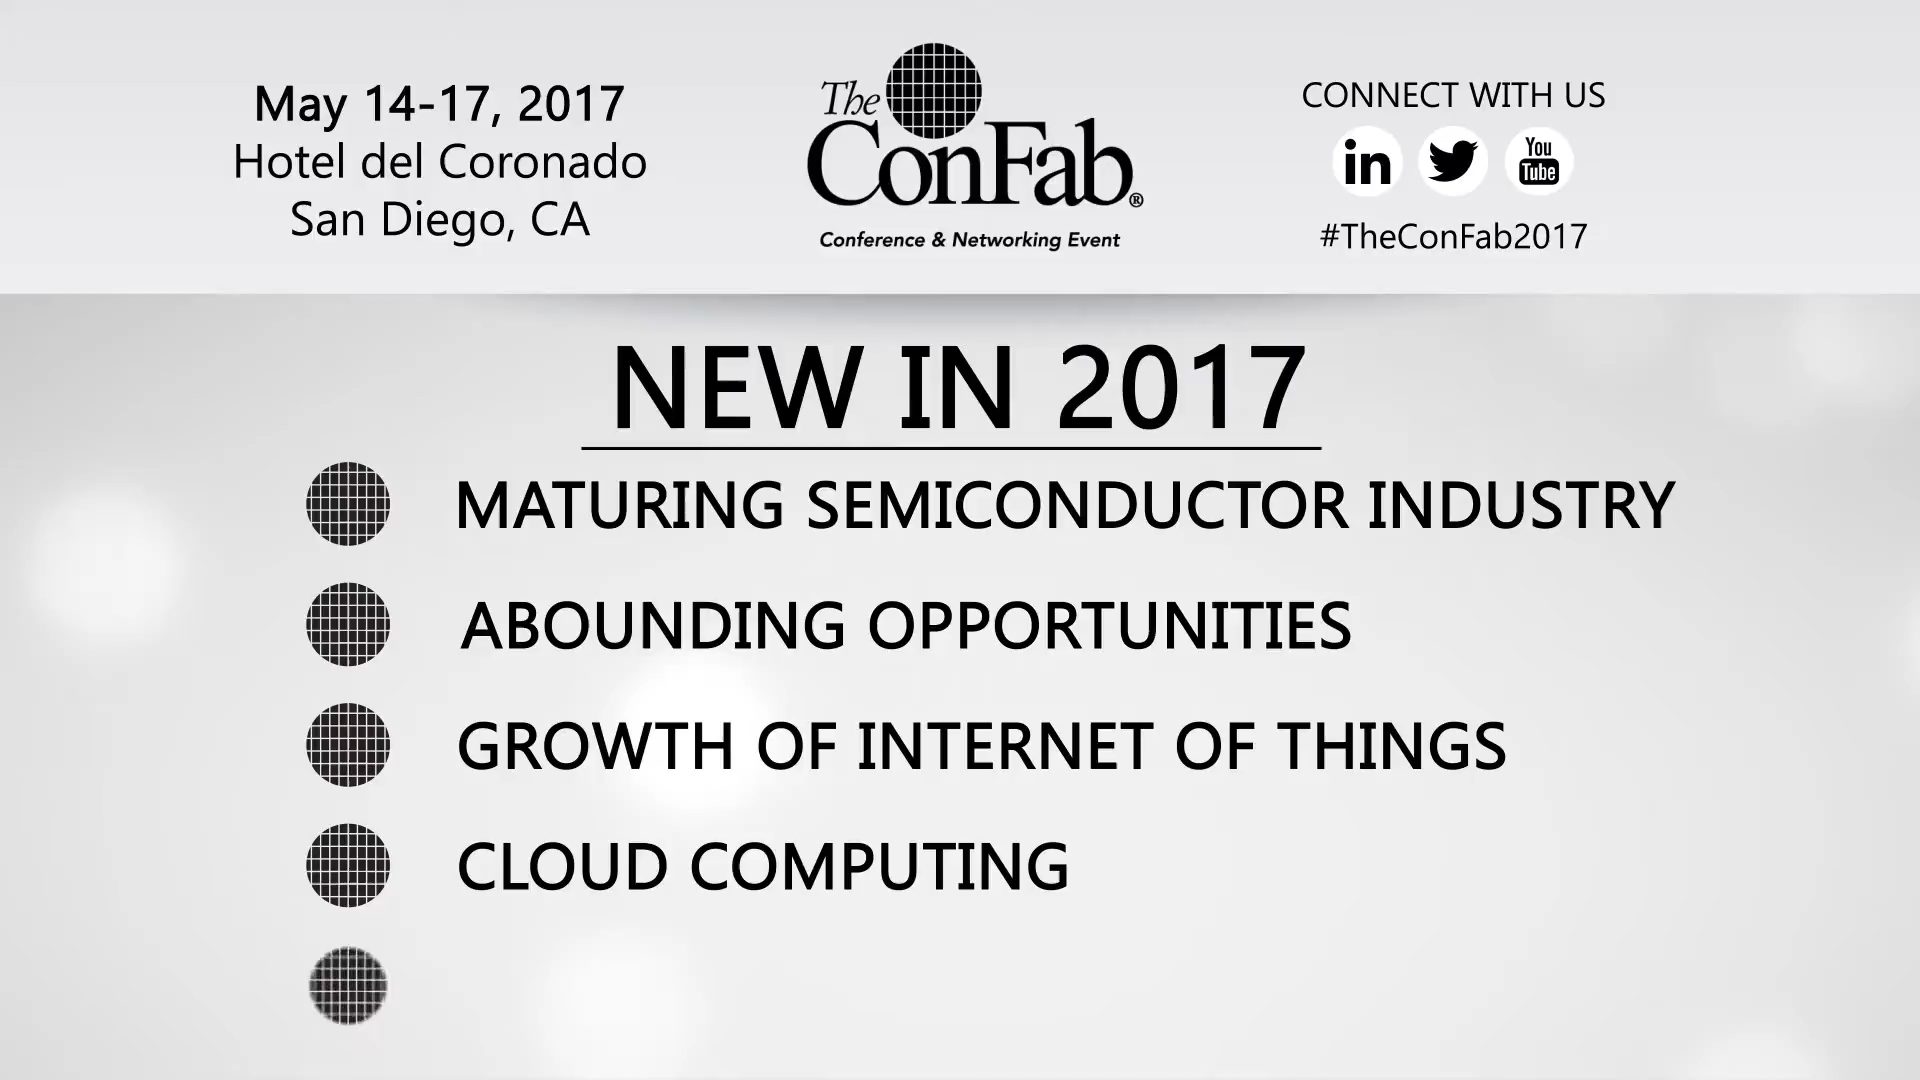 May 14-17, 2017
Hotel del Coronado
San Diego, CA
The
ConFab®
Conference & Networking Event
CONNECT WITH US
in
You
Tube
#TheConFab2017
NEW IN 2017
MATURING SEMICONDUCTOR INDUSTRY
ABOUNDING OPPORTUNITIES
GROWTH OF INTERNET OF THINGS
CLOUD COMPUTING